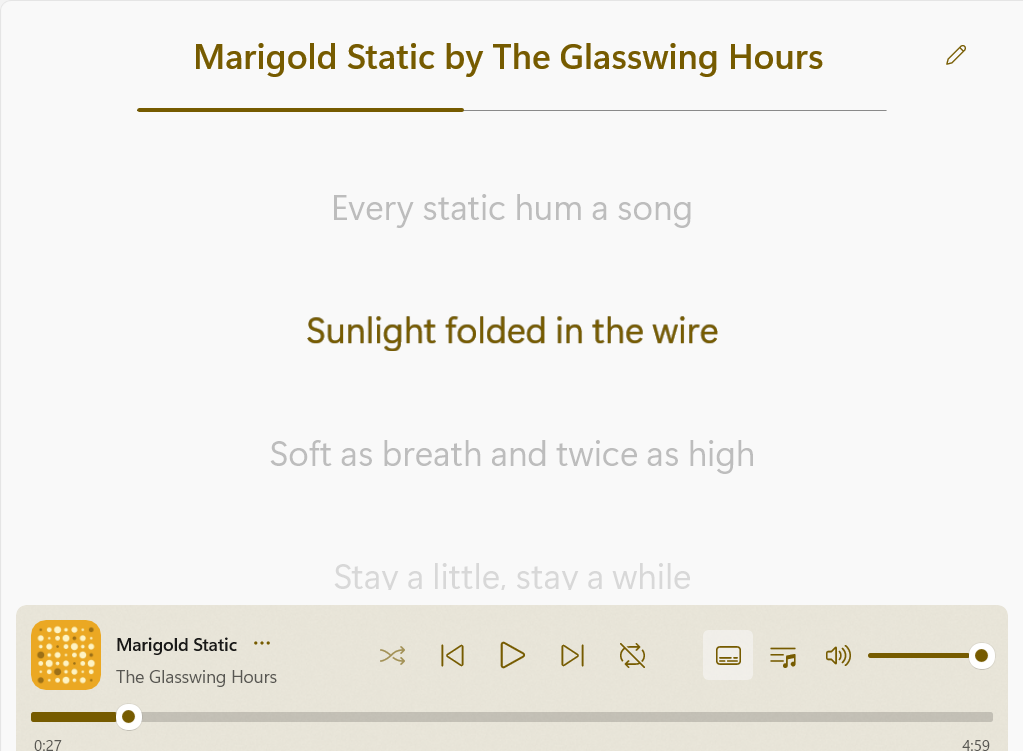 Marigold Static by The Glasswing Hours
Every static hum a song
Sunlight folded in the wire
Soft as breath and twice as high
Stay a little, stay a while
Marigold Static
The Glasswing Hours
0:27
4:59